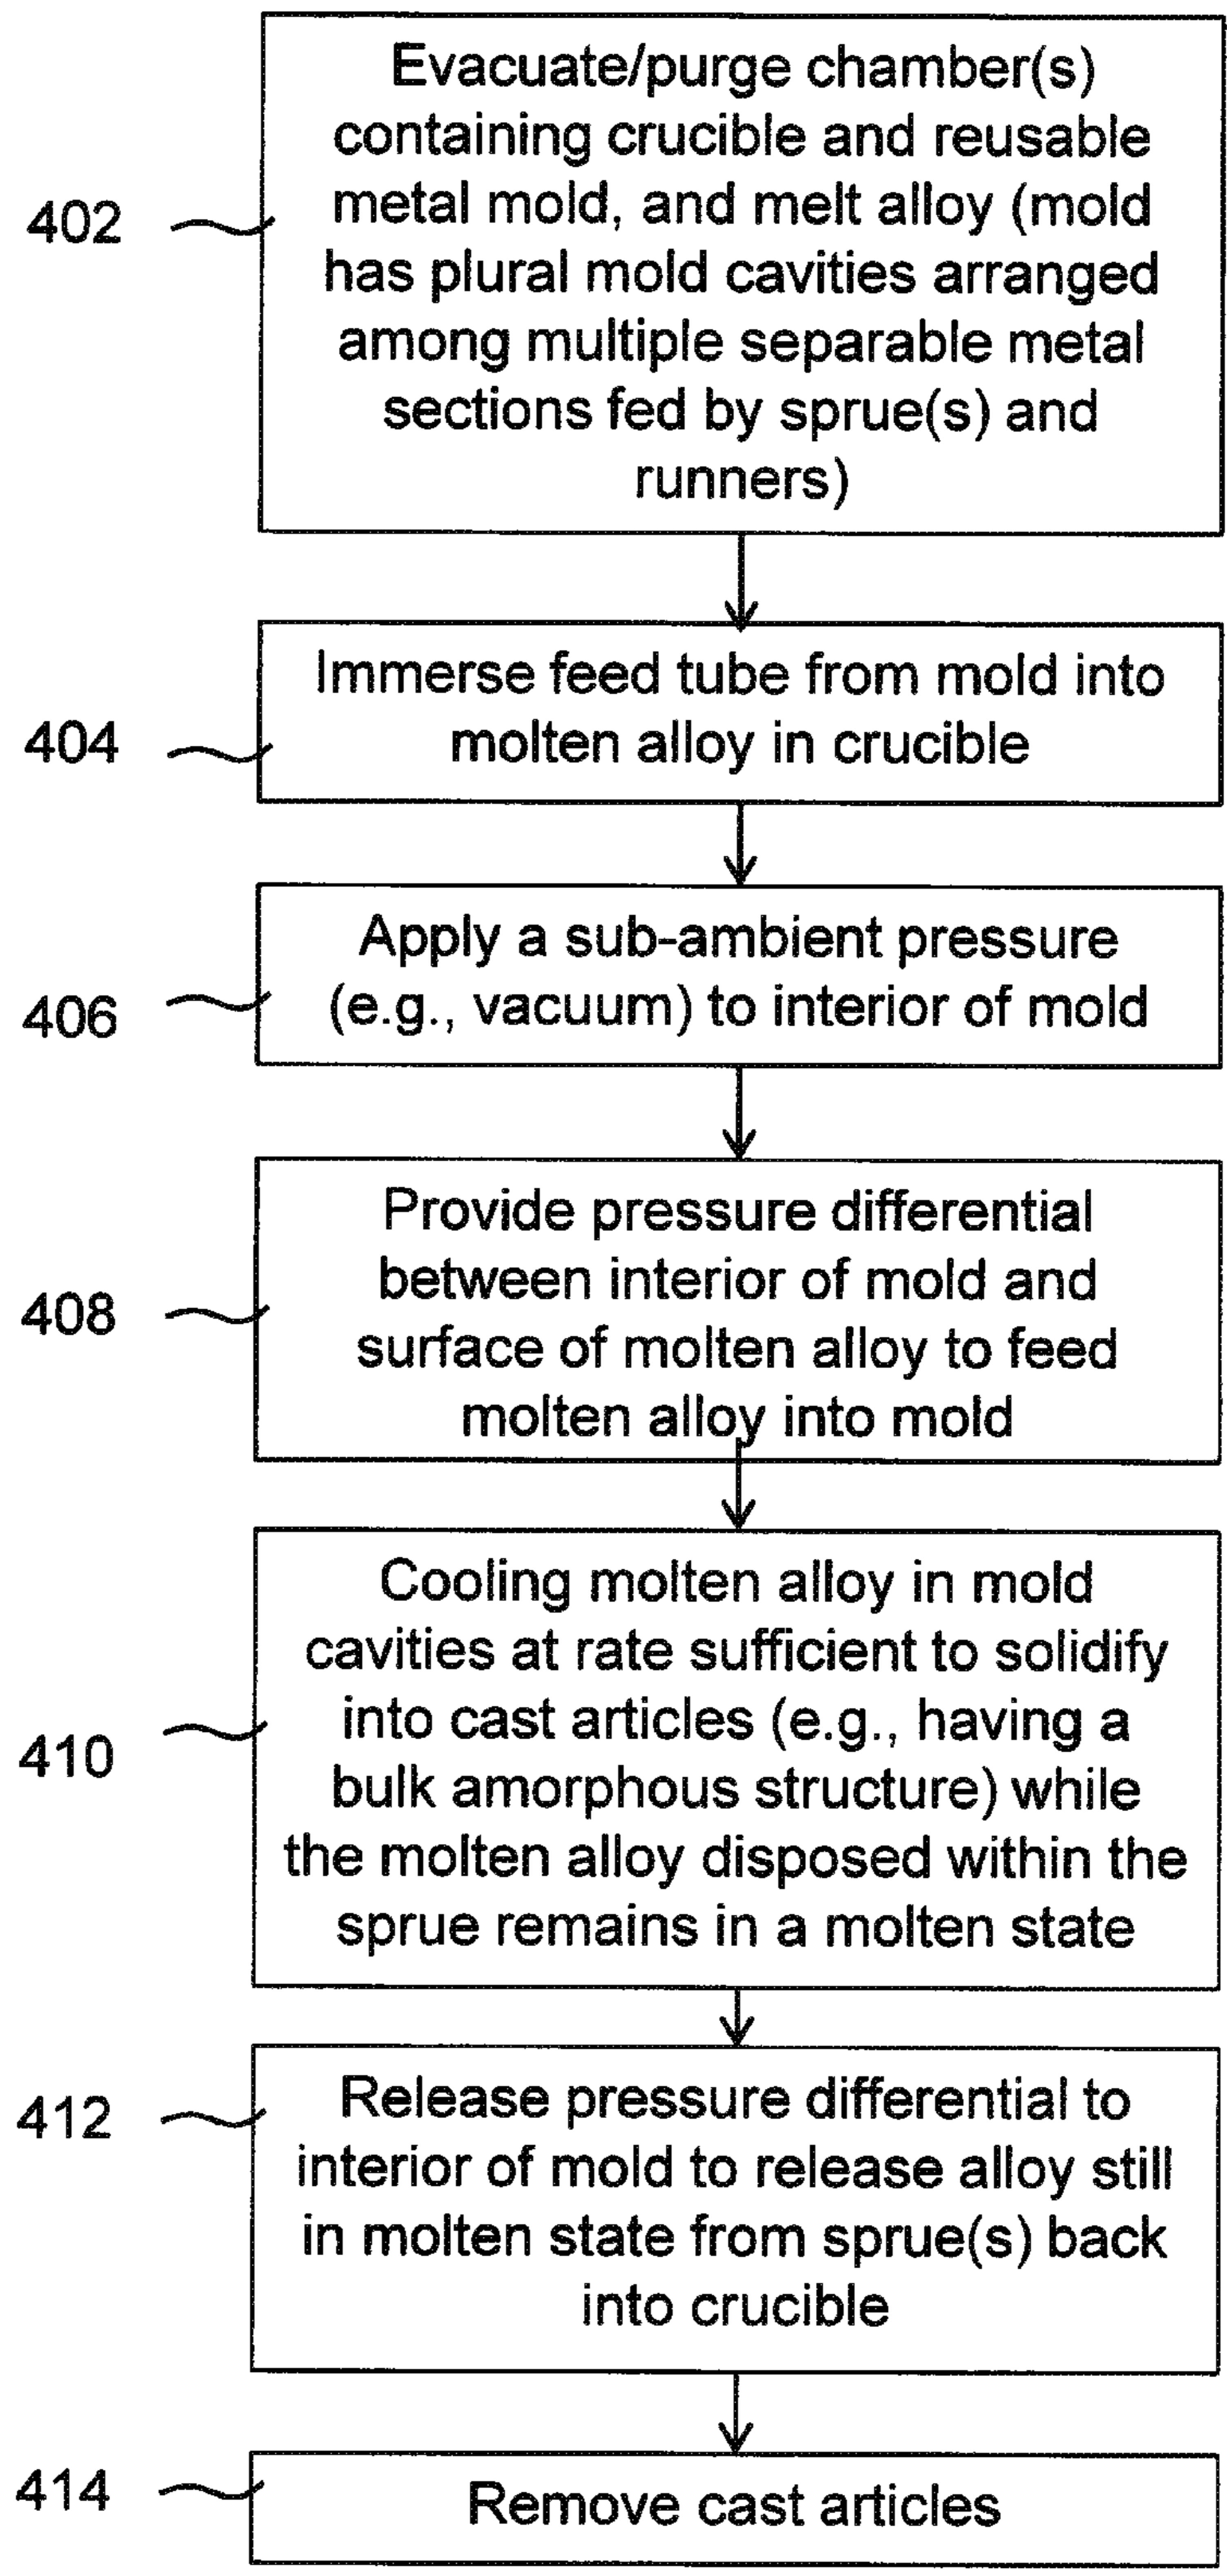 Evacuate/purge chamber(s)
containing crucible and reusable
metal mold, and melt alloy (mold
402
has plural mold cavities arranged
among multiple separable metal
sections fed by sprue(s) and
runners)
Immerse feed tube from mold into
404
molten alloy in crucible
Apply a sub-ambient pressure
406
(e.g., vacuum) to interior of mold
Provide pressure differential
between interior of mold and
408
surface of molten alloy to feed
molten alloy into mold
Cooling molten alloy in mold
cavities at rate sufficient to solidify
into cast articles (e.g., having a
410
bulk amorphous structure) while
the molten alloy disposed within the
sprue remains in a molten state
412
Release pressure differential to
interior of mold to release alloy still
in molten state from sprue(s) back
into crucible
414
Remove cast articles